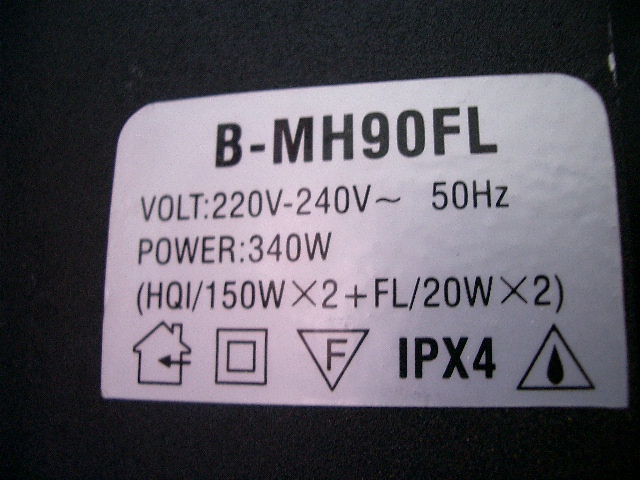 B-MH90FL
VOLT:220V-240V~ 50Hz
POWER:340W
(HQI/150W×2+FL/20W×2)
F IPX4